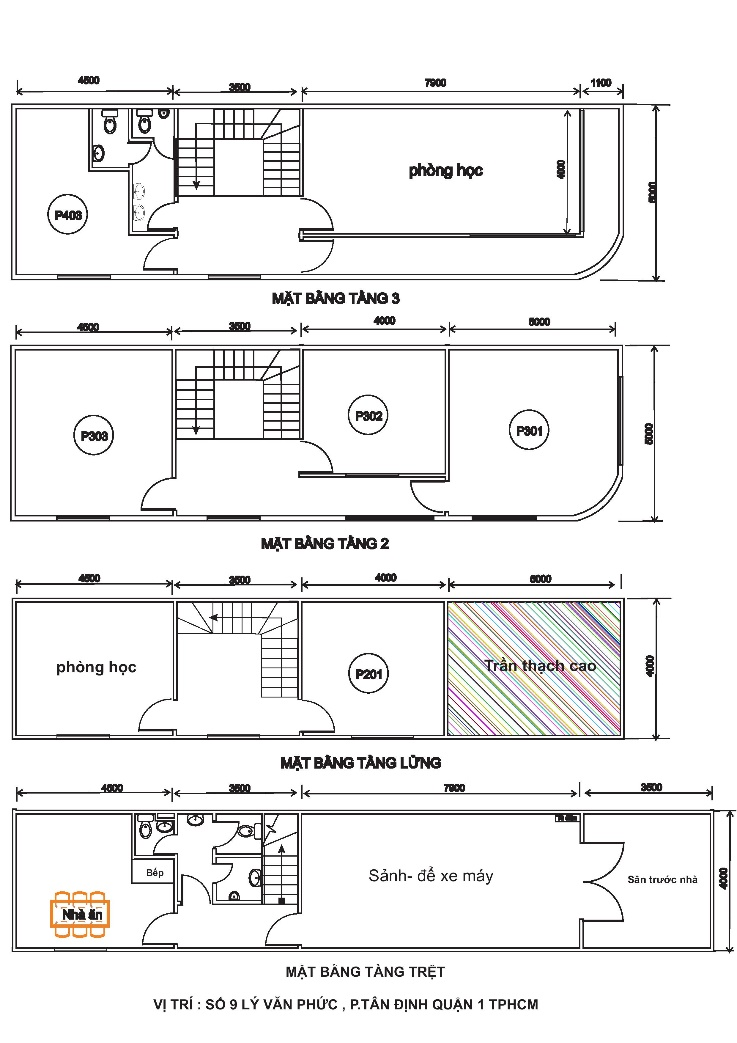 4500 3500 7900 1100
phòng học
4000
5000
P403
MẶT BẰNG TẦNG 3
4500 3500 4000 5000
P303
P302
P301
5000
MẶT BẰNG TẦNG 2
4500 3500 4000 5000
phòng học
P201
Trần thạch cao
4000
MẶT BẰNG TẦNG LỮNG
4500 3500 7900 3500
Bếp
Nhà ăn
Sảnh- để xe máy
Sân trước nhà
4000
MẶT BẰNG TẦNG TRỆT
VỊ TRÍ : SỐ 9 LÝ VĂN PHỨC , P.TÂN ĐỊNH QUẬN 1 TPHCM